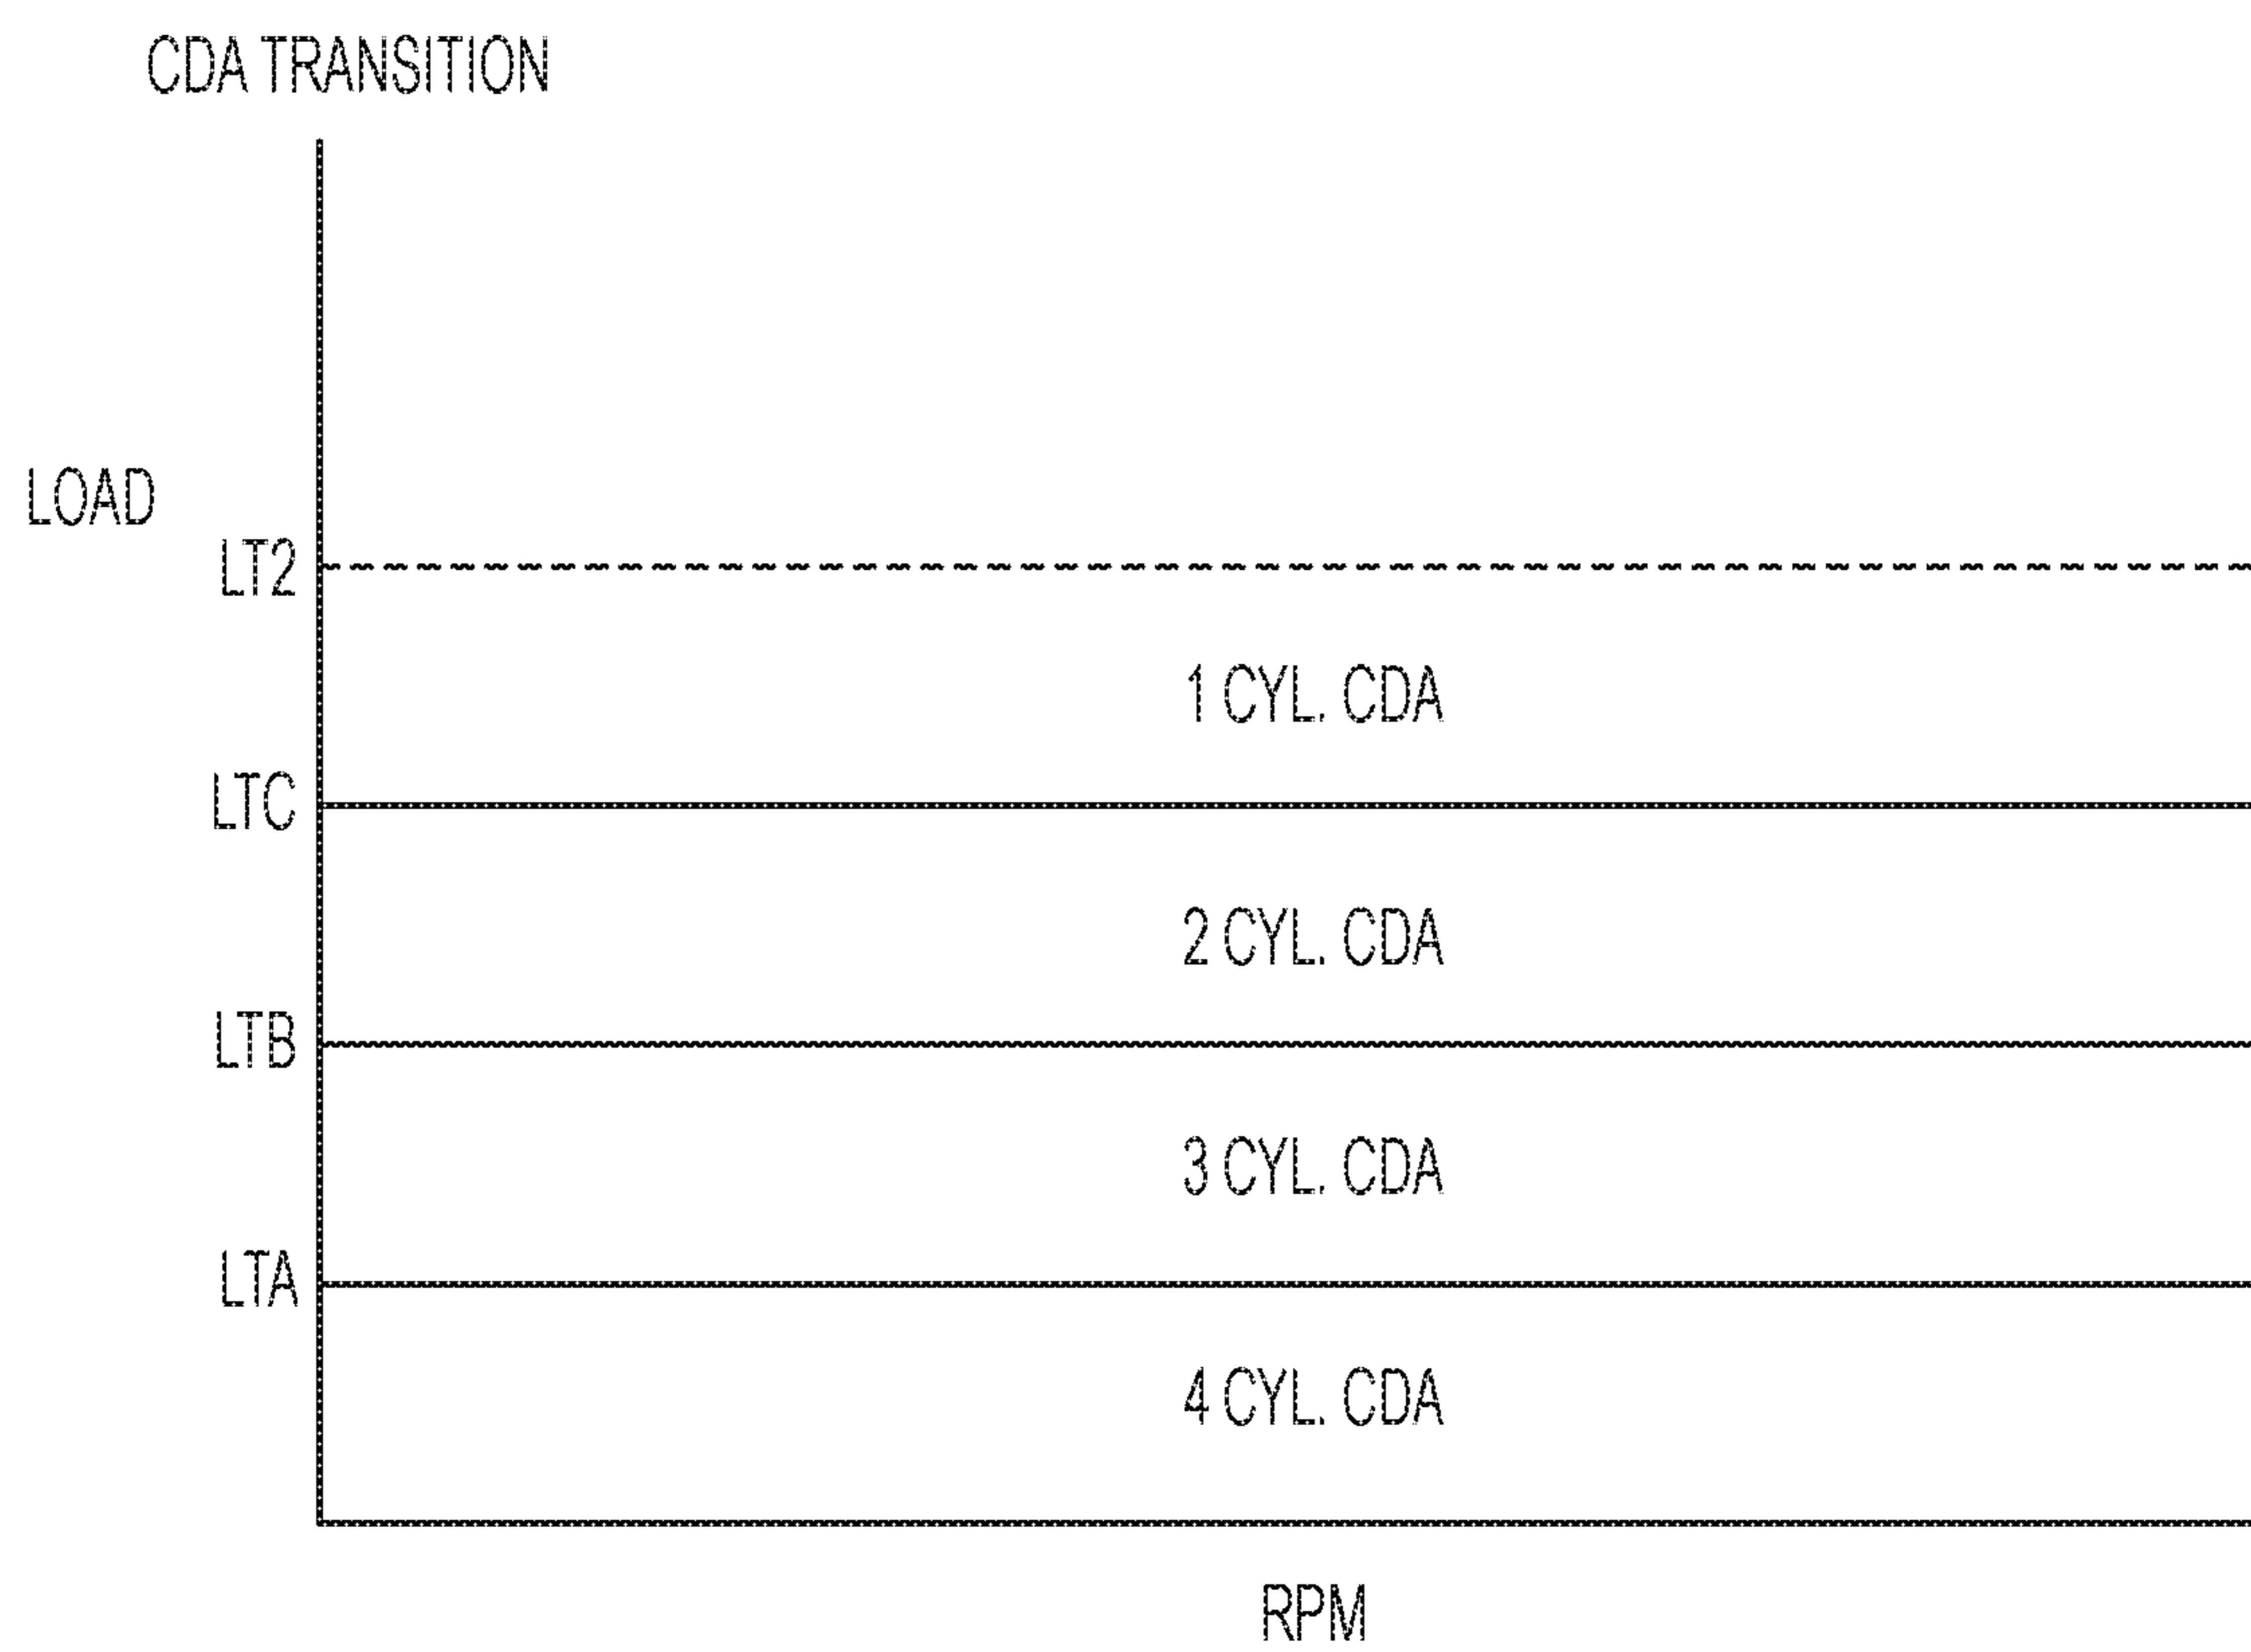 CDA TRANSITION
LOAD
LT2
1 CYL. CDA
LTC
2 CYL. CDA
LTB
3 CYL. CDA
LTA
4 CYL. CDA
RPM